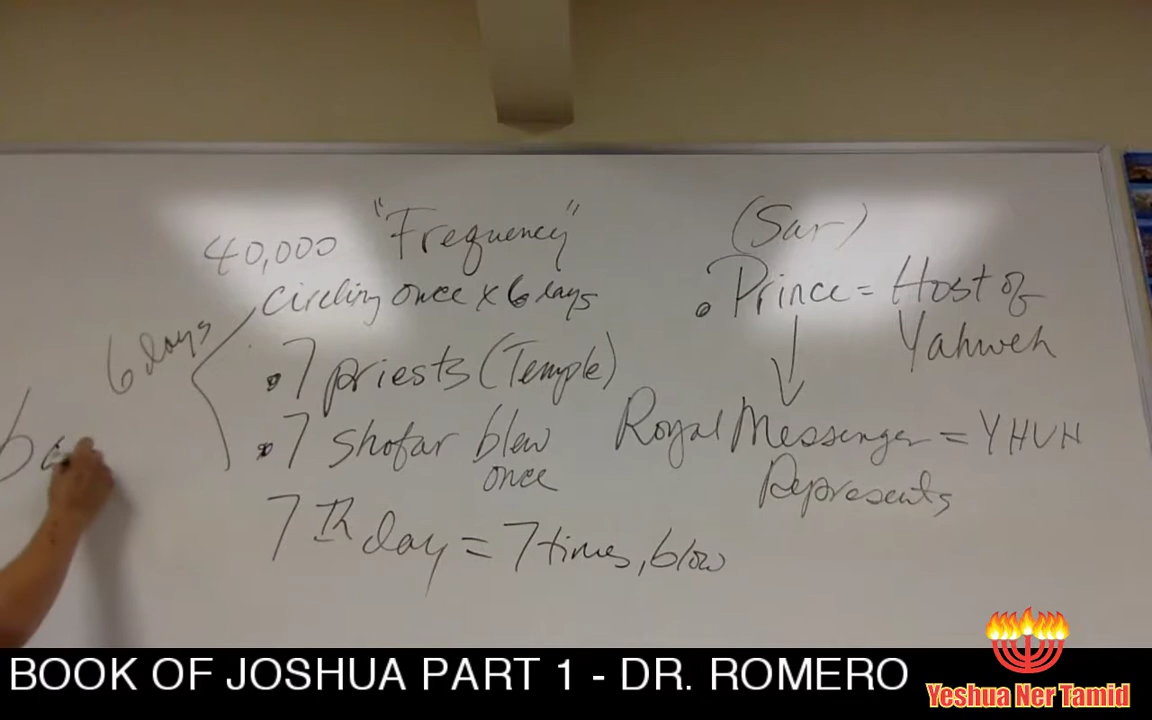 "Frequency"
40,000
circling once x 6 days
6 days
• 7 priests (Temple)
• 7 shofar blew
once
7th day = 7 times, blow
(Sar)
• Prince = Host of
Yahweh
Royal Messenger = YHVH
Represents
BOOK OF JOSHUA PART 1 - DR. ROMERO
Yeshua Ner Tamid